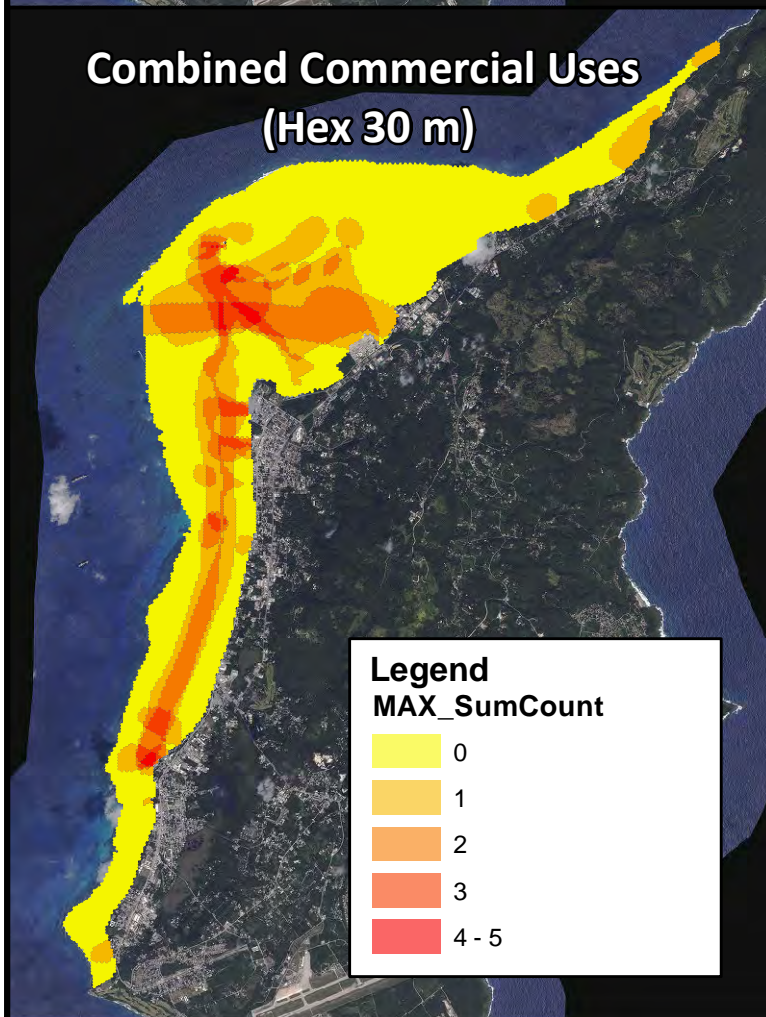 Combined Commercial Uses
(Hex 30 m)
Legend
MAX_SumCount
0
1
2
3
4 - 5